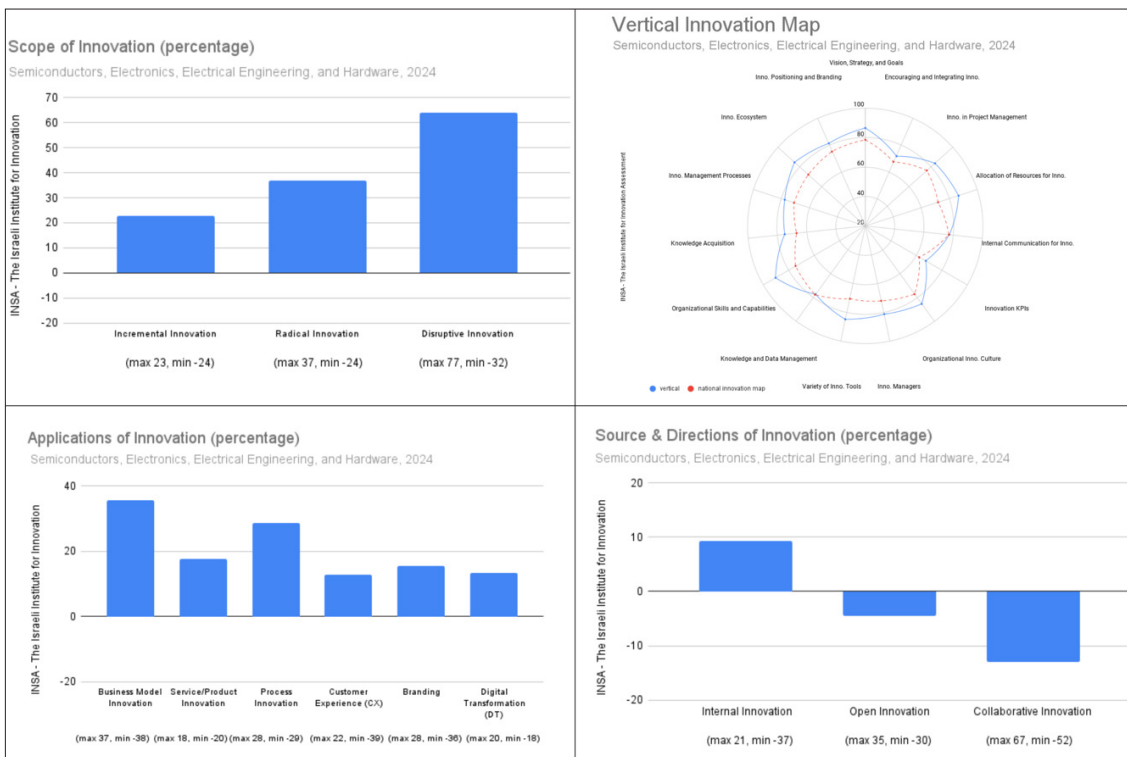 Scope of Innovation (percentage)
Semiconductors, Electronics, Electrical Engineering, and Hardware, 2024
INSA - The Israeli Institute for Innovation
70
60
50
40
30
20
10
0
-10
-20
Incremental Innovation
Radical Innovation
Disruptive Innovation
(max 23, min -24)
(max 37, min -24)
(max 77, min -32)
Vertical Innovation Map
Semiconductors, Electronics, Electrical Engineering, and Hardware, 2024
INSA - The Israeli Institute for Innovation Assessment
Vision, Strategy, and Goals
Inno. Positioning and Branding
Encouraging and Integrating Inno.
Inno. Ecosystem
Inno. in Project Management
Inno. Management Processes
Allocation of Resources for Inno.
Knowledge Acquisition
Internal Communication for Inno.
Organizational Skills and Capabilities
Innovation KPIs
Knowledge and Data Management
Organizational Inno. Culture
Variety of Inno. Tools
Inno. Managers
100
80
60
40
20
vertical
national innovation map
Applications of Innovation (percentage)
Semiconductors, Electronics, Electrical Engineering, and Hardware, 2024
INSA - The Israeli Institute for Innovation
40
20
0
-20
Business Model Innovation
Service/Product Innovation
Process Innovation
Customer Experience (CX)
Branding
Digital Transformation (DT)
(max 37, min -38)
(max 18, min -20)
(max 28, min -29)
(max 22, min -39)
(max 28, min -36)
(max 20, min -18)
Source & Directions of Innovation (percentage)
Semiconductors, Electronics, Electrical Engineering, and Hardware, 2024
INSA - The Israeli Institute for Innovation
20
10
0
-10
-20
Internal Innovation
Open Innovation
Collaborative Innovation
(max 21, min -37)
(max 35, min -30)
(max 67, min -52)